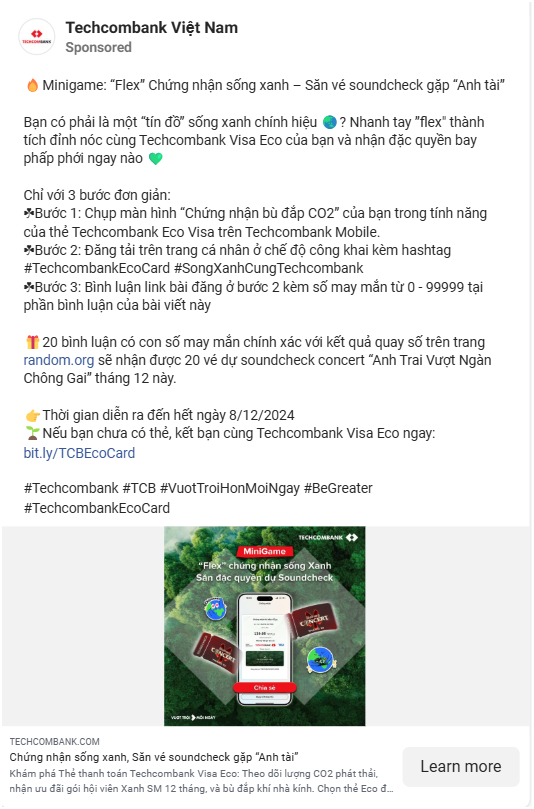 Techcombank Việt Nam
Sponsored
🔥 Minigame: “Flex” Chứng nhận sống xanh – Săn vé soundcheck gặp “Anh tài”
Bạn có phải là một “tín đồ” sống xanh chính hiệu 🌏 ? Nhanh tay ”flex" thành
tích đỉnh nóc cùng Techcombank Visa Eco của bạn và nhận đặc quyền bay
phấp phới ngay nào 💚
Chỉ với 3 bước đơn giản:
☘Bước 1: Chụp màn hình “Chứng nhận bù đắp CO2” của bạn trong tính năng
của thẻ Techcombank Eco Visa trên Techcombank Mobile.
☘Bước 2: Đăng tải trên trang cá nhân ở chế độ công khai kèm hashtag
#TechcombankEcoCard #SongXanhCungTechcombank
☘Bước 3: Bình luận link bài đăng ở bước 2 kèm số may mắn từ 0 - 99999 tại
phần bình luận của bài viết này
🎁20 bình luận có con số may mắn chính xác với kết quả quay số trên trang
random.org sẽ nhận được 20 vé dự soundcheck concert “Anh Trai Vượt Ngàn
Chông Gai” tháng 12 này.
👉Thời gian diễn ra đến hết ngày 8/12/2024
🌱Nếu bạn chưa có thẻ, kết bạn cùng Techcombank Visa Eco ngay:
bit.ly/TCBEcoCard
#Techcombank #TCB #VuotTroiHonMoiNgay #BeGreater
#TechcombankEcoCard
TECHCOMBANK
MiniGame
“Flex” chứng nhận sống Xanh
Săn đặc quyền dự Soundcheck
CONCERT
CONCERT
Chia sẻ
VƯỢT TRỘI MỖI NGÀY
TECHCOMBANK.COM
Chứng nhận sống xanh, Săn vé soundcheck gặp “Anh tài”
Khám phá Thẻ thanh toán Techcombank Visa Eco: Theo dõi lượng CO2 phát thải,
nhận ưu đãi gói hội viên Xanh SM 12 tháng, và bù đắp khí nhà kính. Chọn thẻ Eco đ...
Learn more